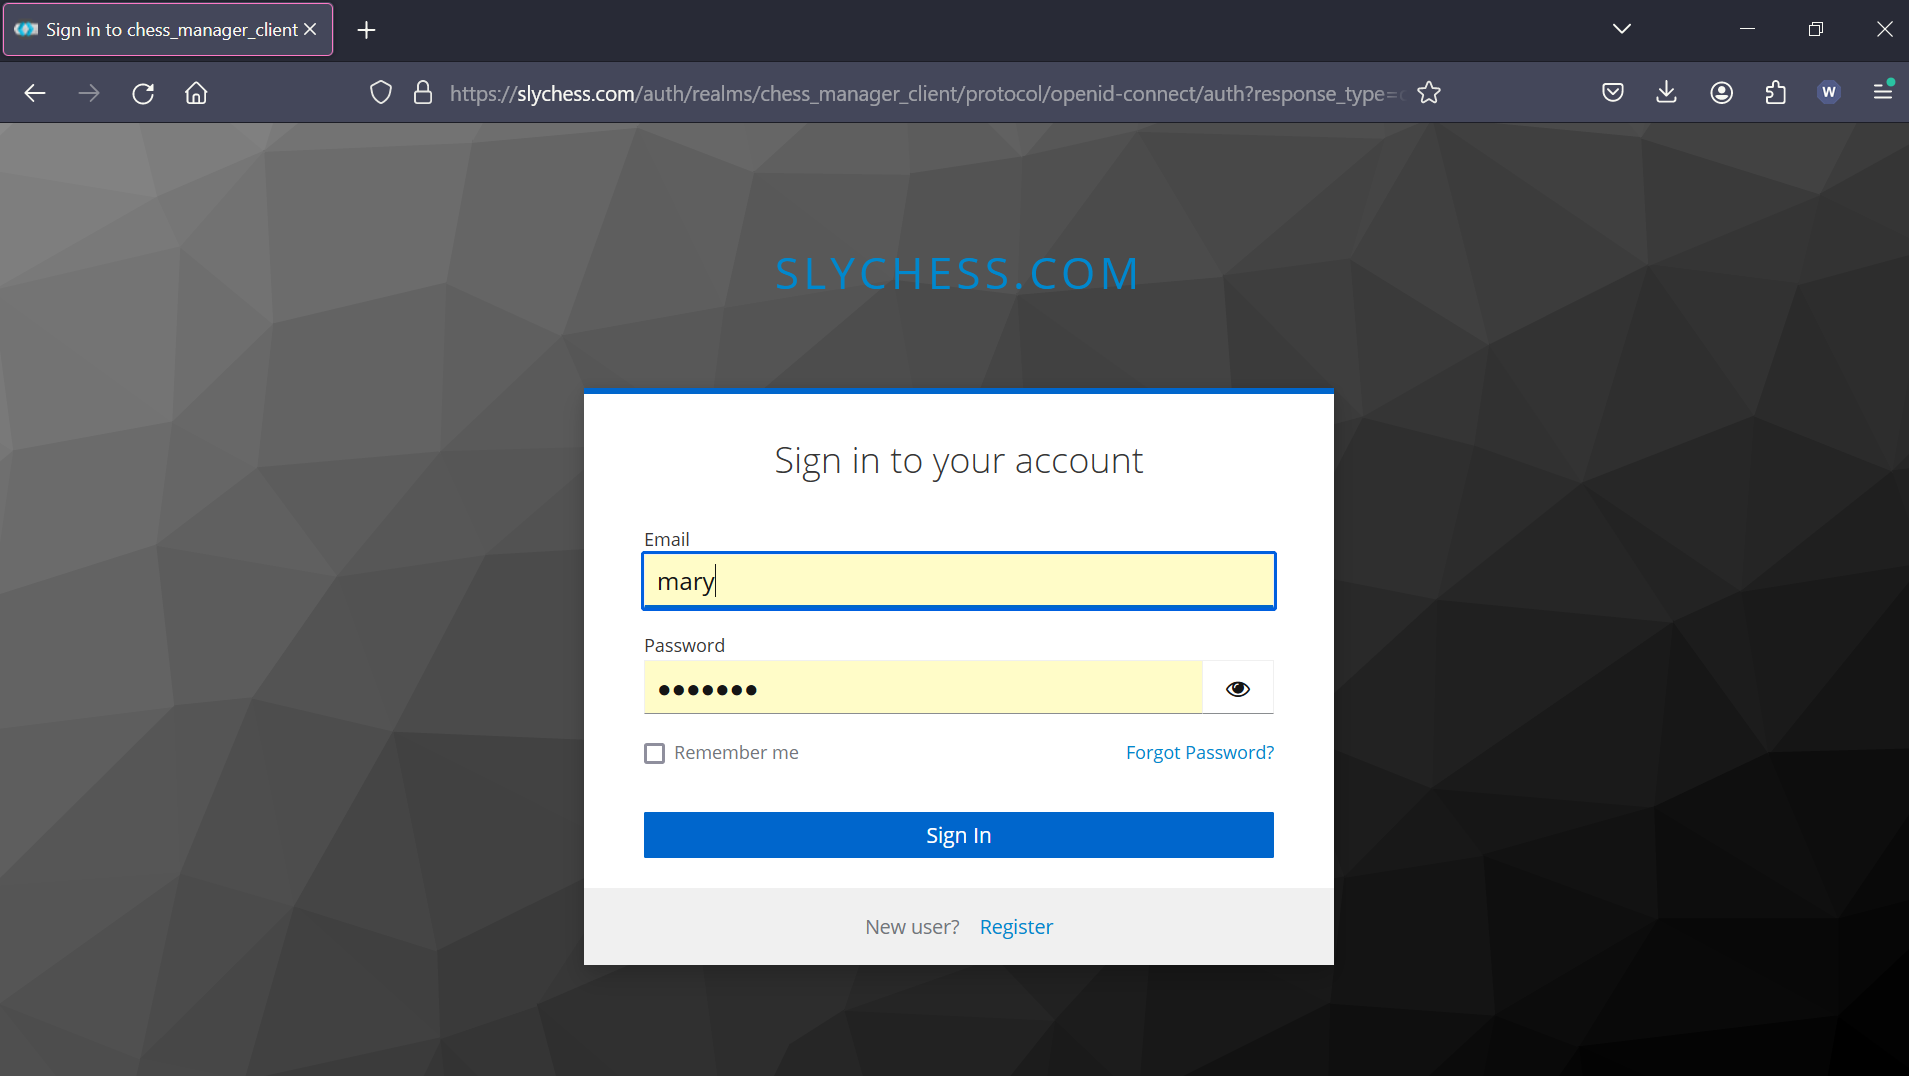 Sign in to chess_manager_client
https://slychess.com/auth/realms/chess_manager_client/protocol/openid-connect/auth?response_type=
W
SLYCHESS.COM
Sign in to your account
Email
mary
Password
Remember me
Forgot Password?
Sign In
New user? Register